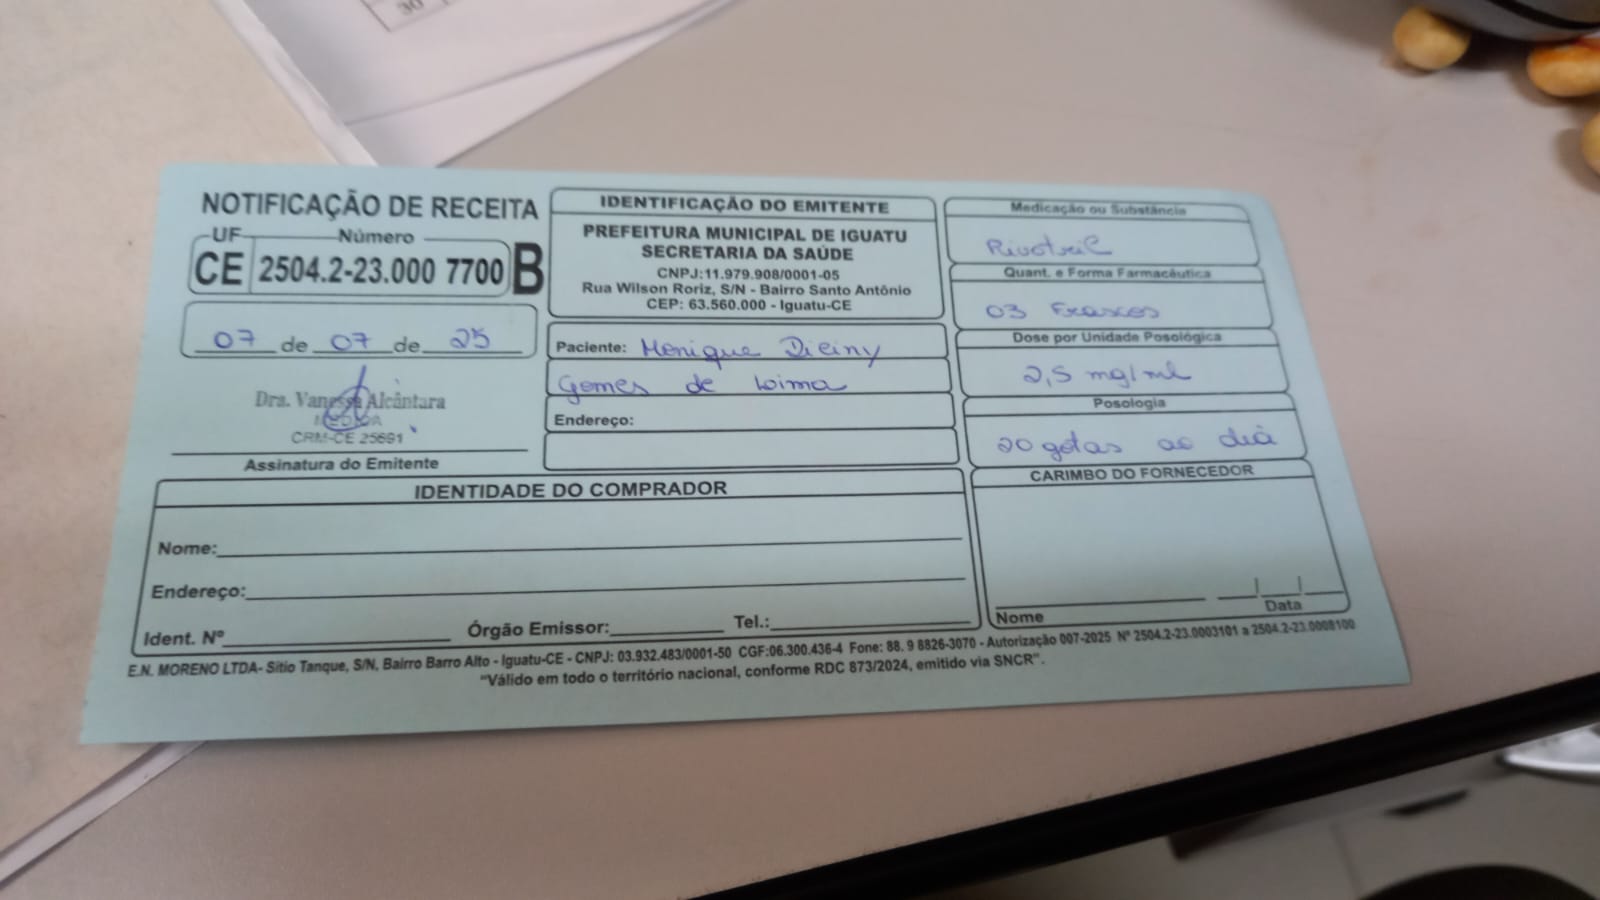 30
NOTIFICAÇÃO DE RECEITA
UF
Número
CE 2504.2-23.000 7700 B
07 de 07 de 25
Dra. Vanessa Alcântara
MÉDICA
CRM-CE 25691
Assinatura do Emitente
IDENTIFICAÇÃO DO EMITENTE
PREFEITURA MUNICIPAL DE IGUATU
SECRETARIA DA SAÚDE
CNPJ:11.979.908/0001-05
Rua Wilson Roriz, S/N - Bairro Santo Antônio
CEP: 63.560.000 - Iguatu-CE
Paciente: Monique Dieiny
Gomes de Loima
Endereço:
Medicação ou Substância
Rivotril
Quant. e Forma Farmacêutica
03 Frascos
Dose por Unidade Posológica
2,5 mg/ml
Posologia
20 gotas ao dia
CARIMBO DO FORNECEDOR
Nome
Data
IDENTIDADE DO COMPRADOR
Nome:
Endereço:
Ident. Nº Órgão Emissor: Tel.:
E.N. MORENO LTDA- Sítio Tanque, S/N, Bairro Barro Alto - Iguatu-CE - CNPJ: 03.932.483/0001-50 CGF:06.300.436-4 Fone: 88. 9 8826-3070 - Autorização 007-2025 Nº 2504.2-23.0003101 a 2504.2-23.0008100
"Válido em todo o território nacional, conforme RDC 873/2024, emitido via SNCR".